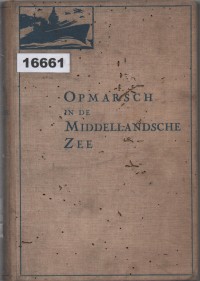 16661
OPMARSCH
IN DE
MIDDELLANDSCHE
ZEE